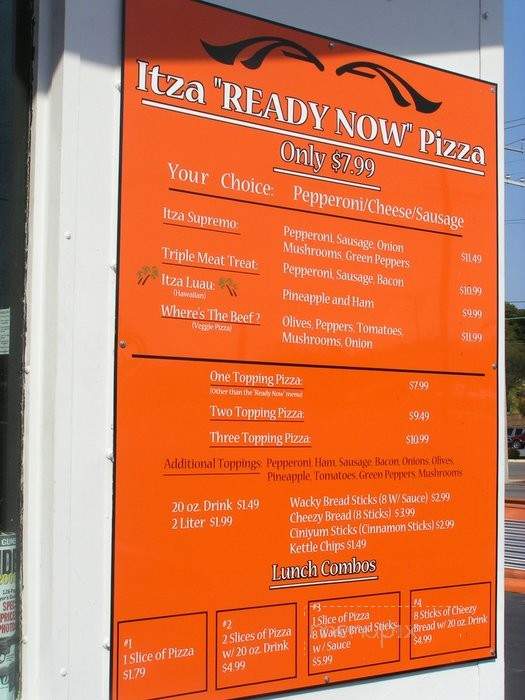 Itza "READY NOW" Pizza
Only $7.99
Your Choice: Pepperoni/Cheese/Sausage
Itza Supremo: Pepperoni, Sausage, Onion
Mushrooms, Green Peppers $11.49
Triple Meat Treat: Pepperoni, Sausage, Bacon $10.99
Itza Luau: Pineapple and Ham $9.99
(Hawaiian)
Where's The Beef? Olives, Peppers, Tomatoes, $11.99
(Veggie Pizza) Mushrooms, Onion
One Topping Pizza: $7.99
(Other than the 'Ready Now' menu)
Two Topping Pizza: $9.49
Three Topping Pizza: $10.99
Additional Toppings: Pepperoni, Ham, Sausage, Bacon, Onions, Olives,
Pineapple, Tomatoes, Green Peppers, Mushrooms
20 oz. Drink $1.49
2 Liter $1.99
Wacky Bread Sticks (8 W/ Sauce) $2.99
Cheezy Bread (8 Sticks) $3.99
Ciniyum Sticks (Cinnamon Sticks) $2.99
Kettle Chips $1.49
Lunch Combos
#1
1 Slice of Pizza
$1.79
#2
2 Slices of Pizza
w/ 20 oz. Drink
$4.99
#3
1 Slice of Pizza
8 Wacky Bread Sticks
w/ Sauce
$5.99
#4
8 Sticks of Cheezy
Bread w/ 20 oz. Drink
$4.99